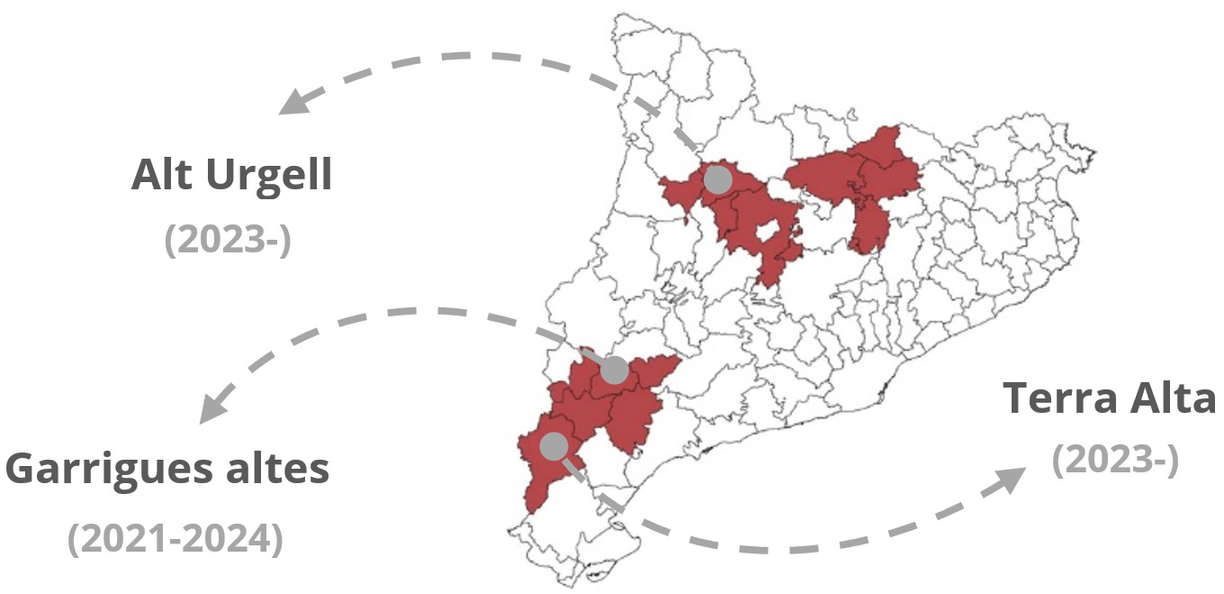 Alt Urgell
(2023-)
Garrigues altes
(2021-2024)
Terra Alta
(2023-)